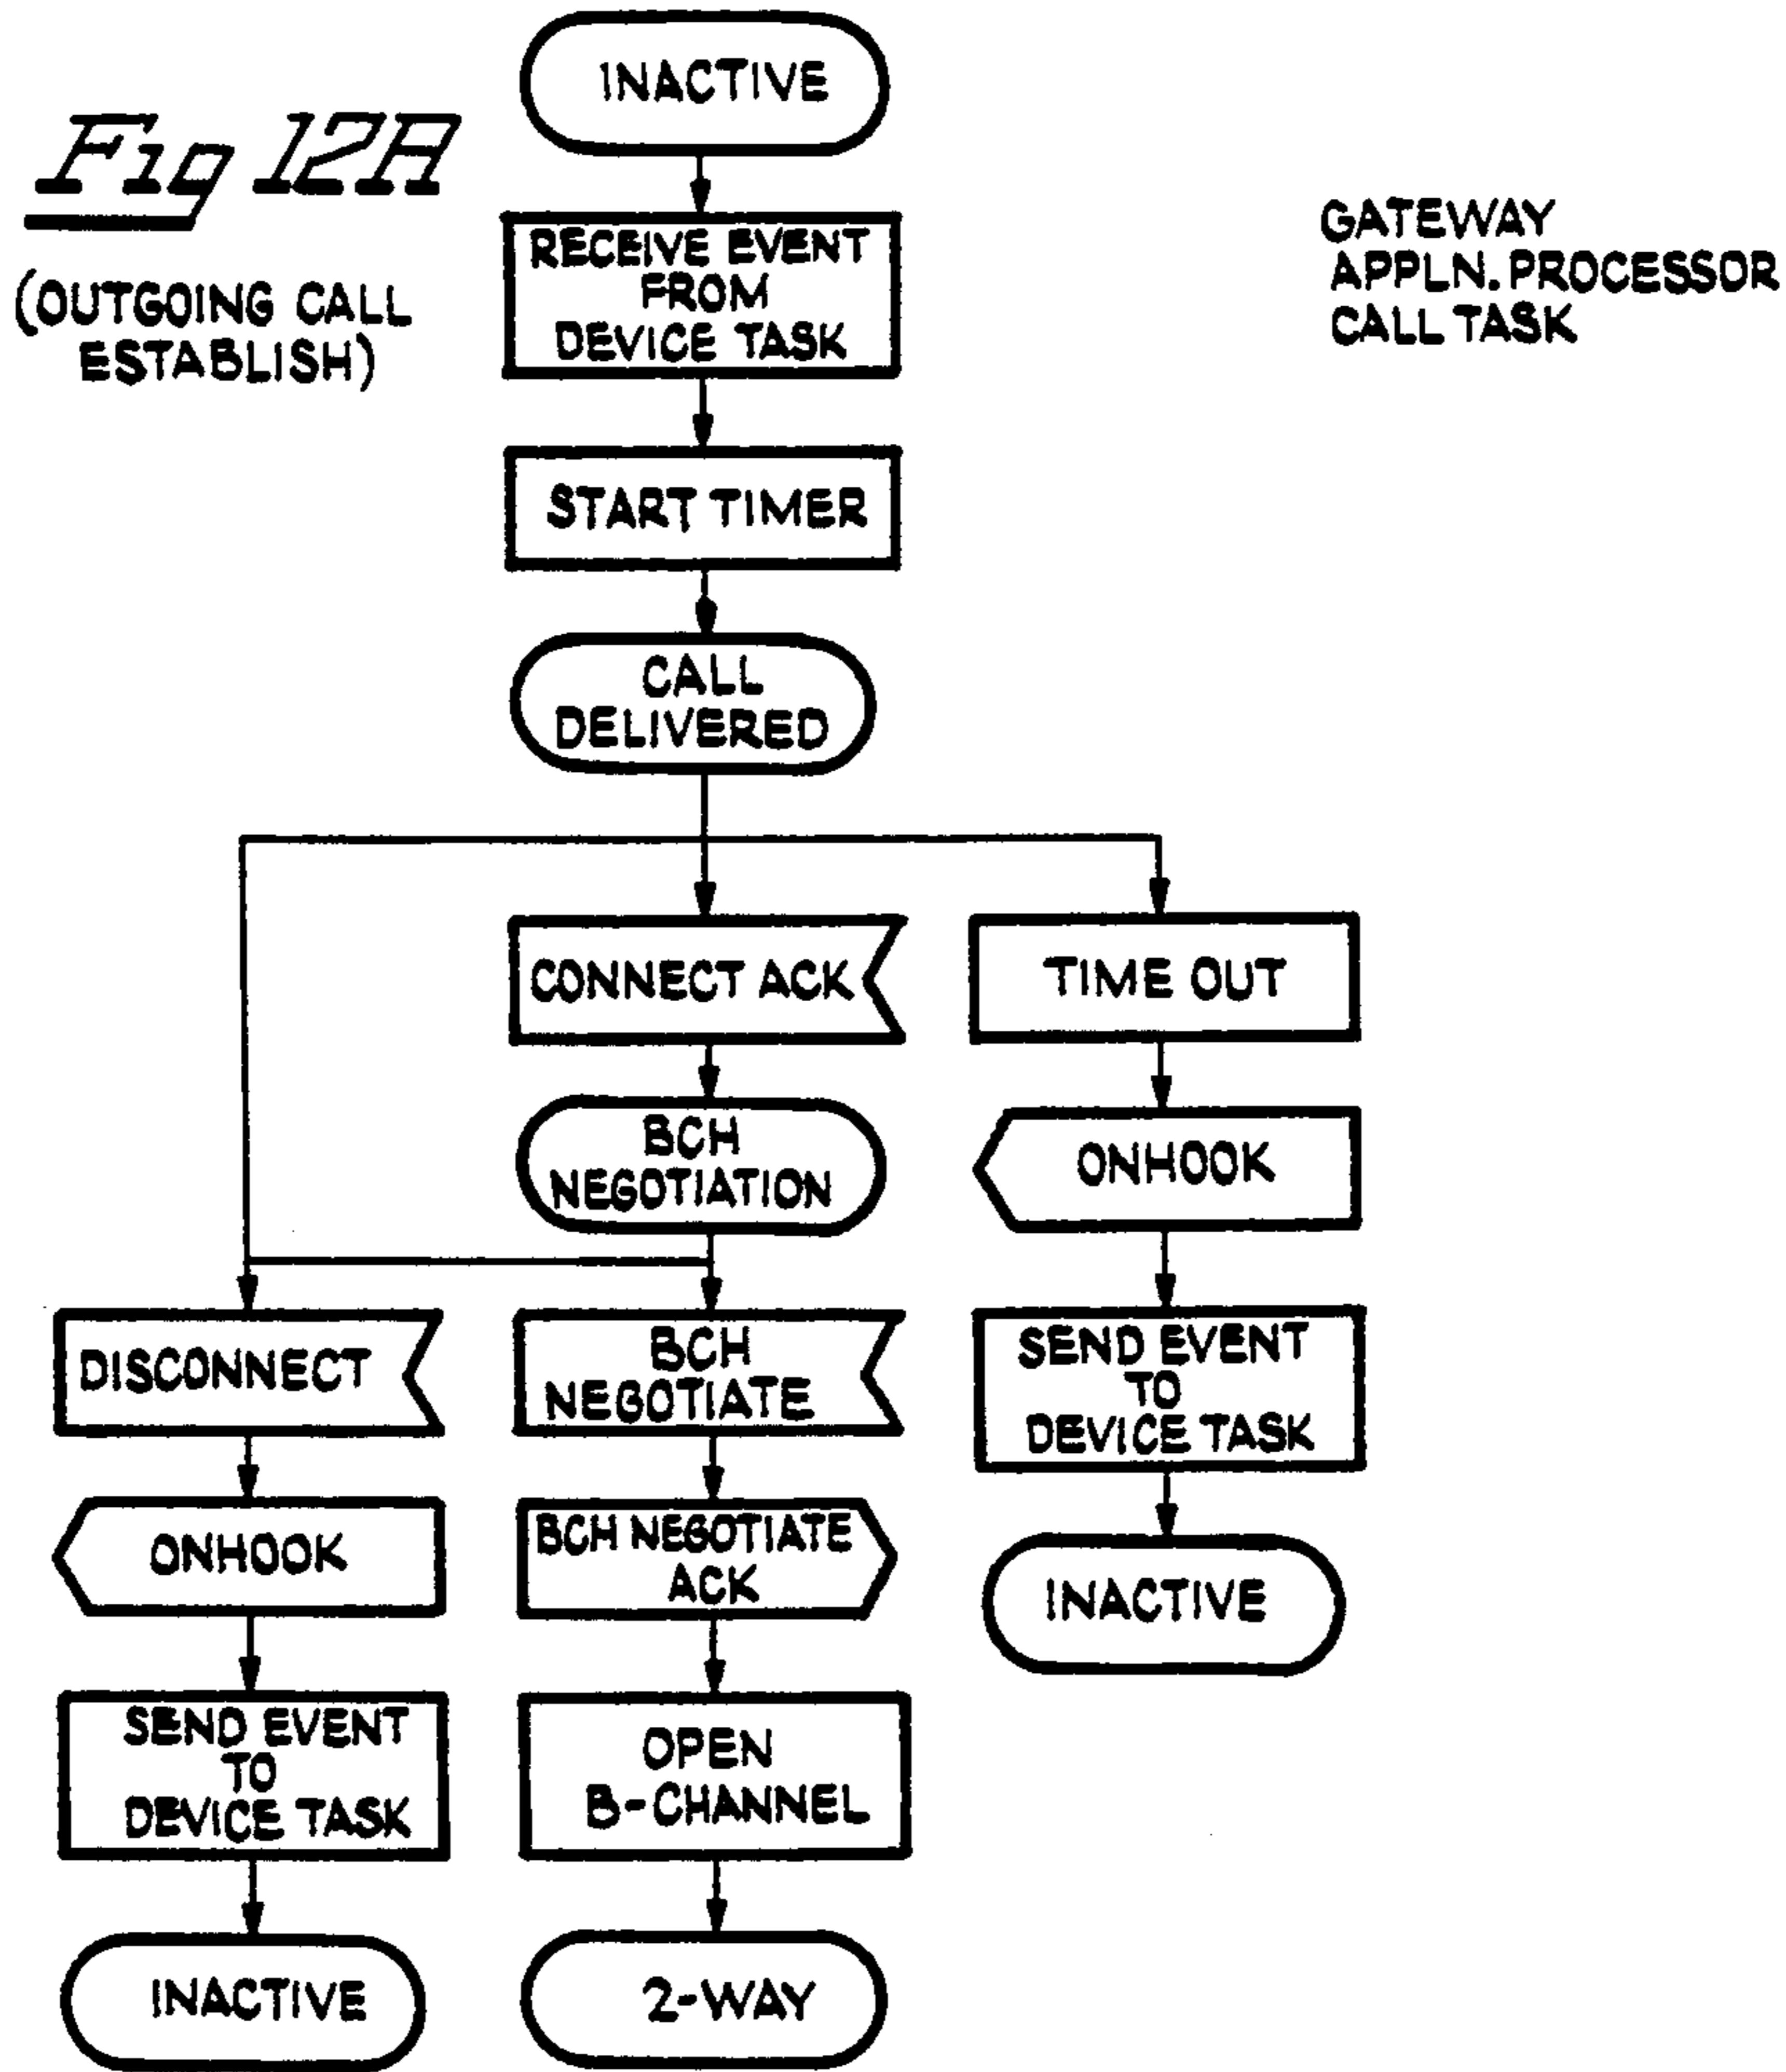 Fig 12A
(OUTGOING CALL
ESTABLISH)
GATEWAY
APPLN. PROCESSOR
CALL TASK
INACTIVE
RECEIVE EVENT
FROM
DEVICE TASK
START TIMER
CALL
DELIVERED
CONNECT ACK
TIME OUT
BCH
NEGOTIATION
ONHOOK
DISCONNECT
BCH
NEGOTIATE
SEND EVENT
TO
DEVICE TASK
ONHOOK
BCH NEGOTIATE
ACK
INACTIVE
SEND EVENT
TO
DEVICE TASK
OPEN
B-CHANNEL
INACTIVE
2-WAY